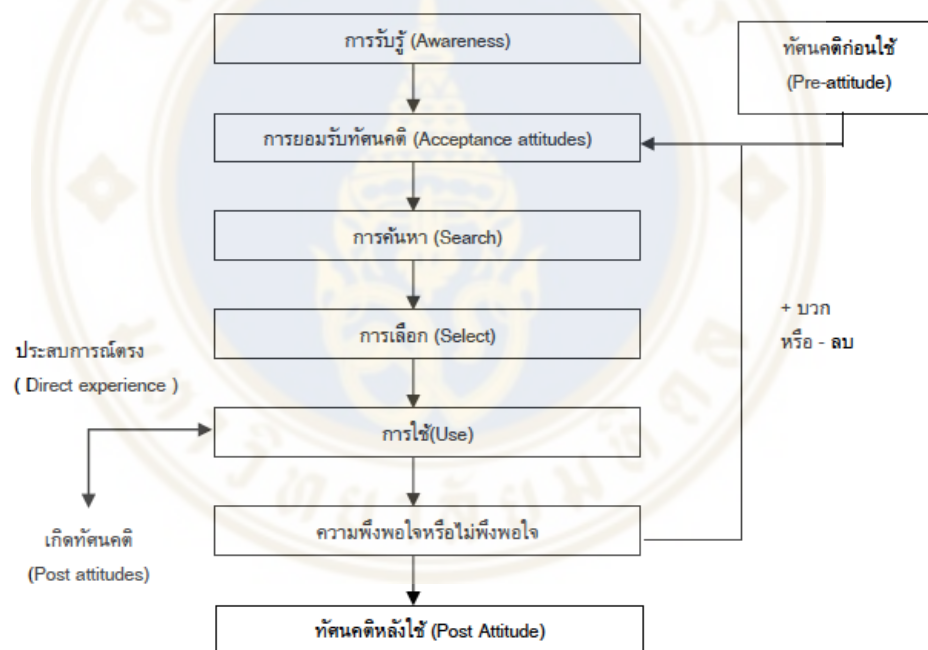 การรับรู้ (Awareness)
ทัศนคติก่อนใช้
(Pre-attitude)
การยอมรับทัศนคติ (Acceptance attitudes)
การค้นหา (Search)
+ บวก
หรือ - ลบ
การเลือก (Select)
ประสบการณ์ตรง
( Direct experience )
การใช้(Use)
ความพึงพอใจหรือไม่พึงพอใจ
เกิดทัศนคติ
(Post attitudes)
ทัศนคติหลังใช้ (Post Attitude)